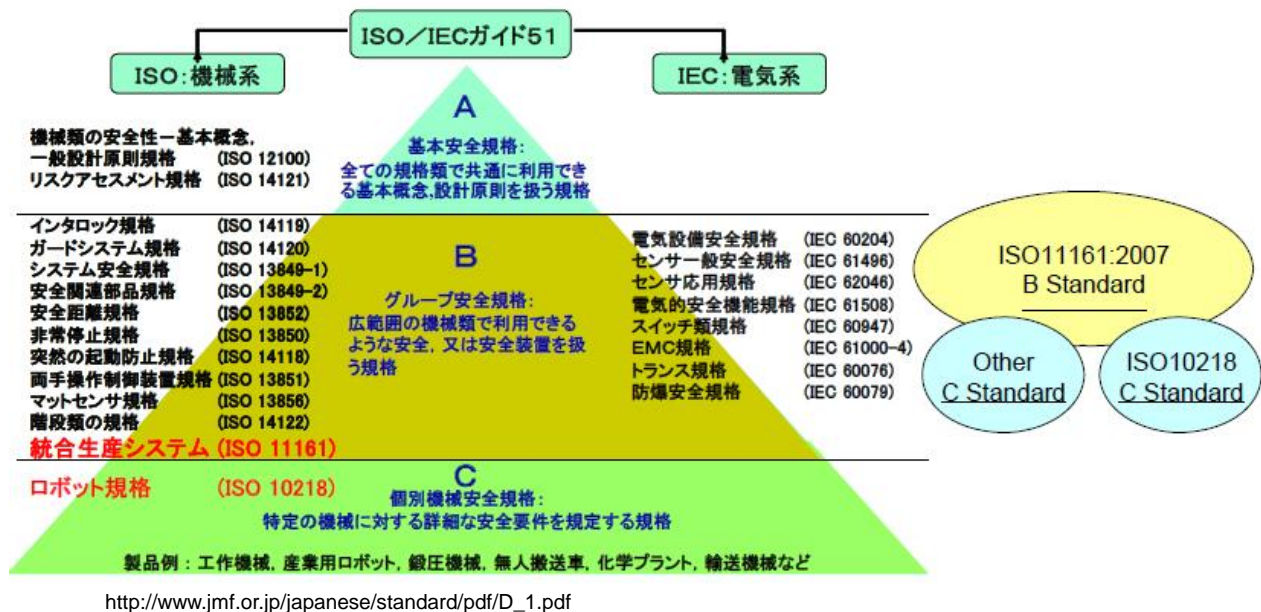 ISO／IECガイド51
ISO：機械系
IEC：電気系
A
基本安全規格：
全ての規格類で共通に利用でき
る基本概念,設計原則を扱う規格
機械類の安全性－基本概念,
一般設計原則規格 (ISO 12100)
リスクアセスメント規格 (ISO 14121)
インタロック規格 (ISO 14119)
ガードシステム規格 (ISO 14120)
システム安全規格 (ISO 13849-1)
安全関連部品規格 (ISO 13849-2)
安全距離規格 (ISO 13852)
非常停止規格 (ISO 13850)
突然の起動防止規格 (ISO 14118)
両手操作制御装置規格 (ISO 13851)
マットセンサ規格 (ISO 13856)
階段類の規格 (ISO 14122)
統合生産システム (ISO 11161)
B
グループ安全規格：
広範囲の機械類で利用できる
ような安全, 又は安全装置を扱
う規格
電気設備安全規格 (IEC 60204)
センサ一般安全規格 (IEC 61496)
センサ応用規格 (IEC 62046)
電気的安全機能規格 (IEC 61508)
スイッチ類規格 (IEC 60947)
EMC規格 (IEC 61000-4)
トランス規格 (IEC 60076)
防爆安全規格 (IEC 60079)
ISO11161:2007
B Standard
Other
C Standard
ISO10218
C Standard
ロボット規格 (ISO 10218)
C
個別機械安全規格：
特定の機械に対する詳細な安全要件を規定する規格
製品例：工作機械, 産業用ロボット, 鍛圧機械, 無人搬送車, 化学プラント, 輸送機械など
http://www.jmf.or.jp/japanese/standard/pdf/D_1.pdf